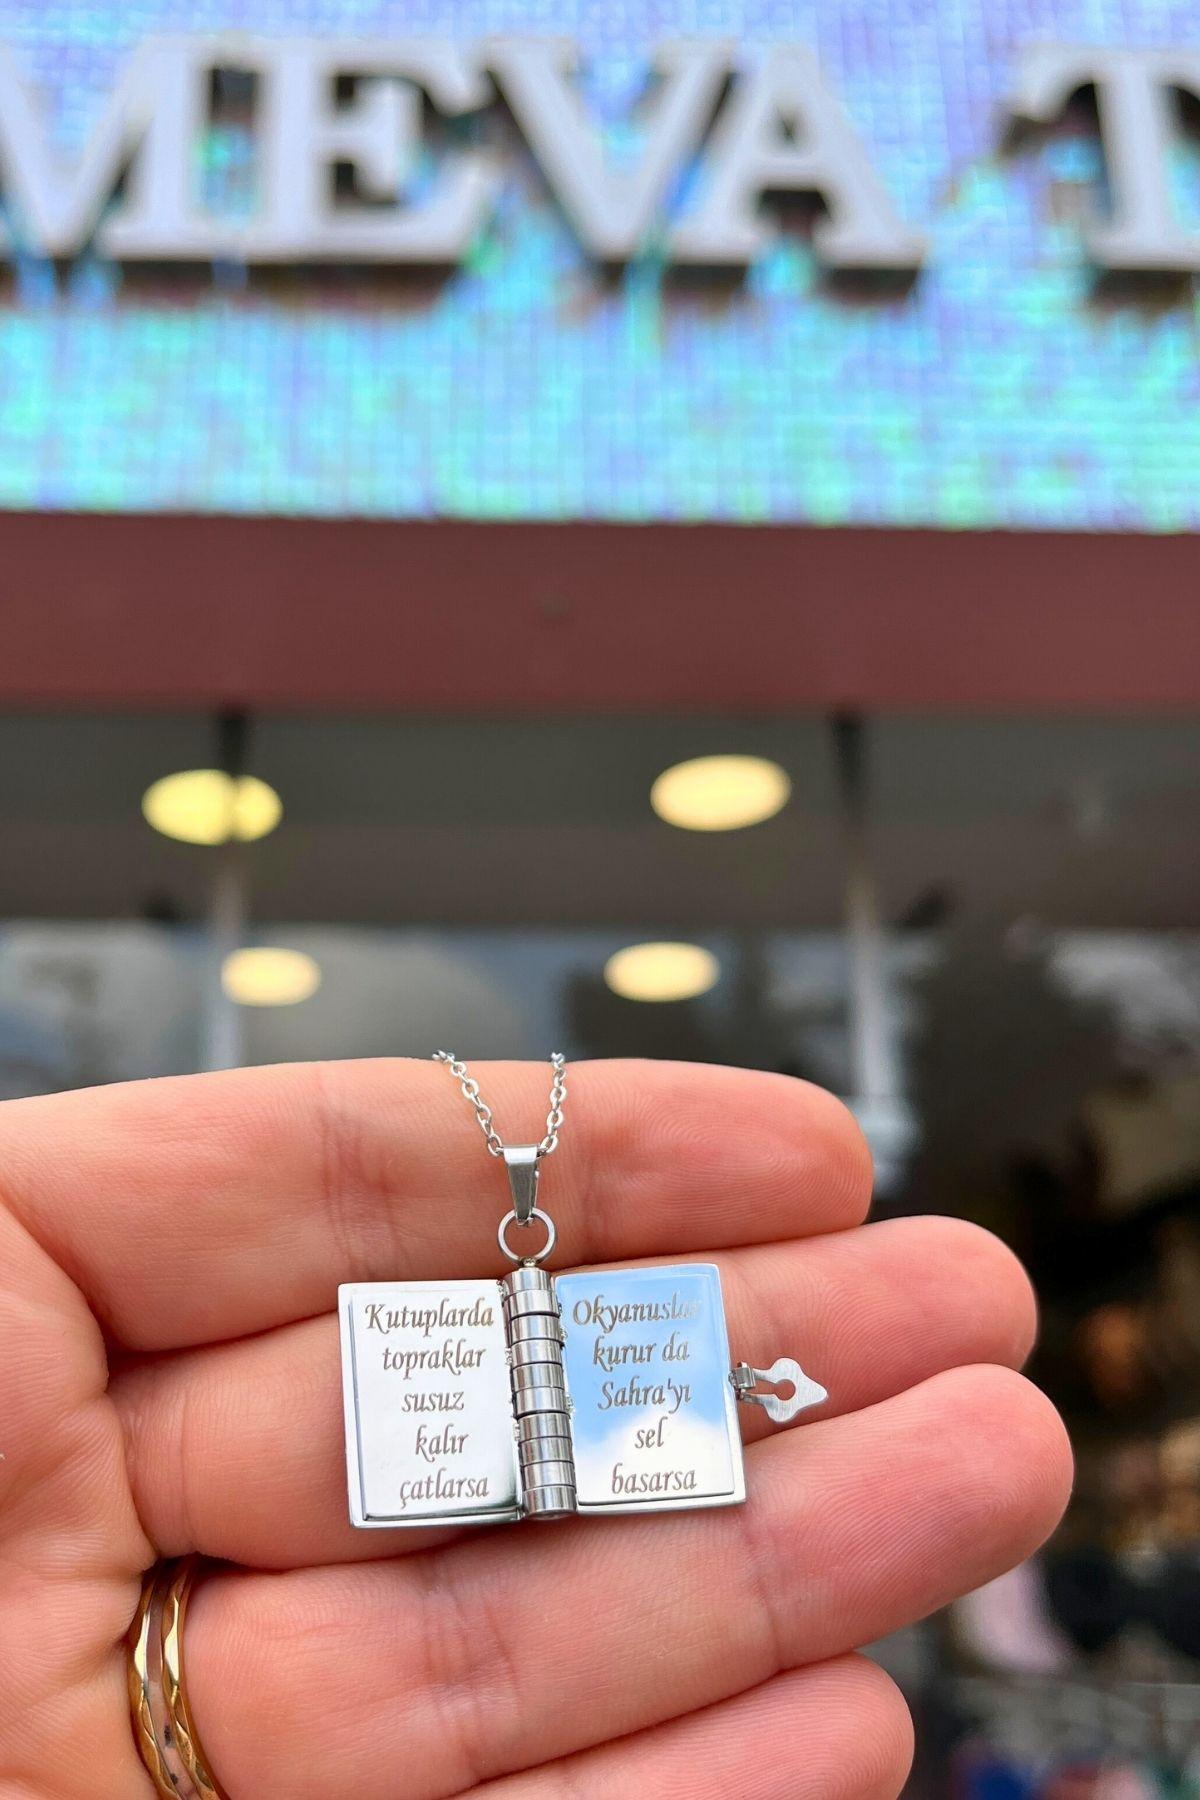 MEVA T
Kutuplarda
topraklar
susuz
kalır
çatlarsa
Okyanuslar
kurur da
Sahra'yı
sel
basarsa